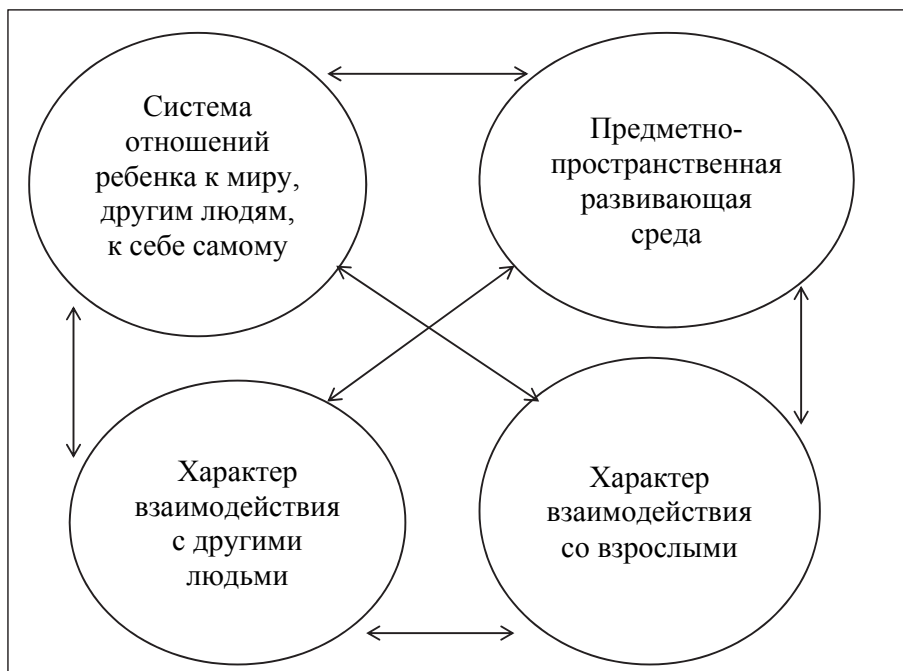 Система
отношений
ребенка к миру,
другим людям,
к себе самому
Предметно-
пространственная
развивающая
среда
Характер
взаимодействия
с другими
людьми
Характер
взаимодействия
со взрослыми